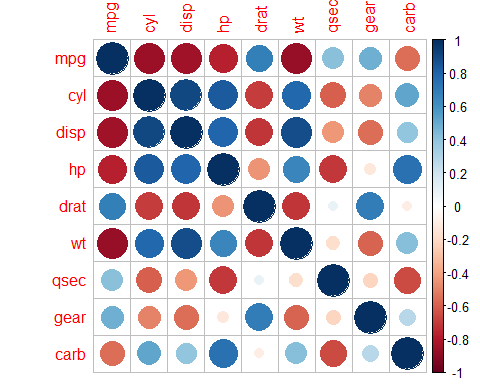 mpg cyl disp hp drat wt qsec gear carb
mpg
cyl
disp
hp
drat
wt
qsec
gear
carb
1
0.8
0.6
0.4
0.2
0
-0.2
-0.4
-0.6
-0.8
-1